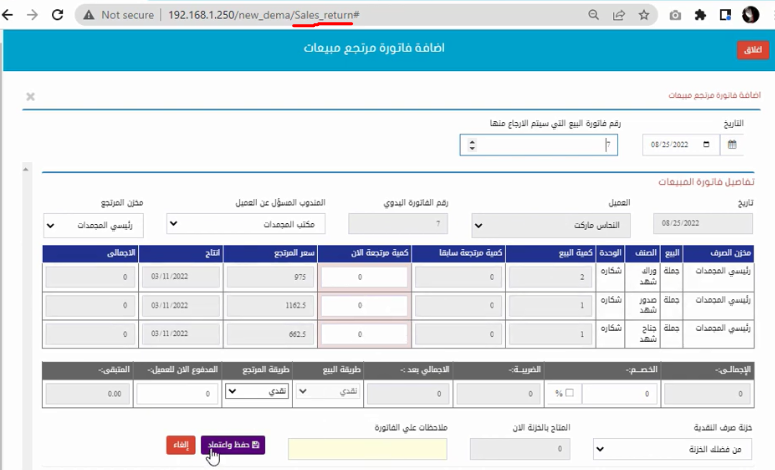 Not secure | 192.168.1.250/new_dema/Sales_return#
اضافة فاتورة مرتجع مبيعات
اغلاق
اضافة فاتورة مرتجع مبيعات
التاريخ
رقم فاتورة البيع التي سيتم الارجاع منها
08/25/2022
7
تفاصيل فاتورة المبيعات
تاريخ العميل رقم الفاتورة اليدوي المندوب المسؤل عن العميل مخزن المرتجع
08/25/2022 النحاس ماركت 7 مكتب المجمدات رئيسي المجمدات
مخزن الصرف البيع الصنف الوحدة كمية البيع كمية مرتجعة سابقا كمية مرتجعة الان سعر المرتجع انتاج الاجمالى
رئيسي المجمدات جملة وراك شهد شكاره 2 0 0 975 03/11/2022 0
رئيسي المجمدات جملة صدور شهد شكاره 1 0 0 1162.5 03/11/2022 0
رئيسي المجمدات جملة جناح شهد شكاره 1 0 0 662.5 03/11/2022 0
الإجمالـى:- الخصـــم:- الضريبـــة:- الاجمالي بعد :- طريقة البيع طريقة المرتجع المدفوع الان للعميل:- المتبقى:-
0 0 % 0 0 نقدي نقدي 0 0.00
خزنة صرف النقدية المتاح بالخزنة الان ملاحظات علي الفاتورة
من فضلك الخزنة 0 حفظ واعتماد إلغاء